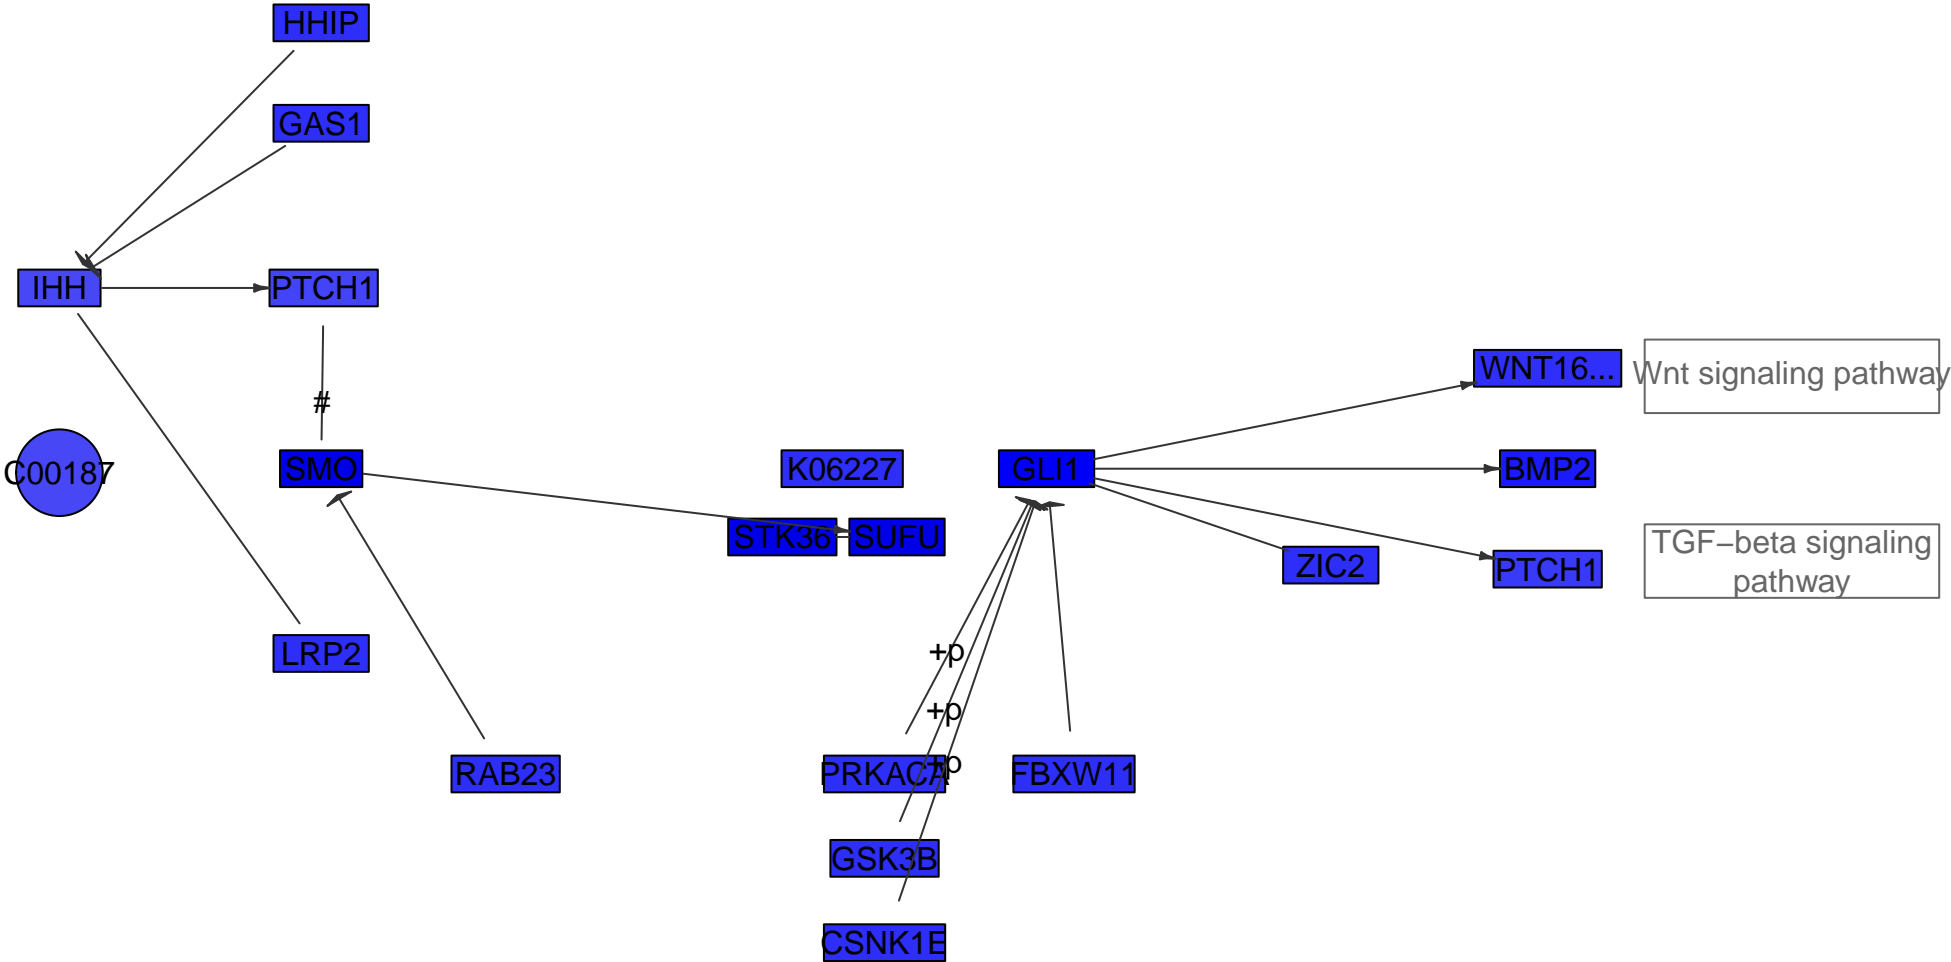 HHIP
GAS1
IHH
PTCH1
WNT16...
Wnt signaling pathway
#
C00187
SMO
K06227
GLI1
BMP2
STK36
SUFU
ZIC2
PTCH1
TGF−beta signaling
pathway
LRP2
+p
+p
+p
RAB23
PRKACA
FBXW11
GSK3B
CSNK1E